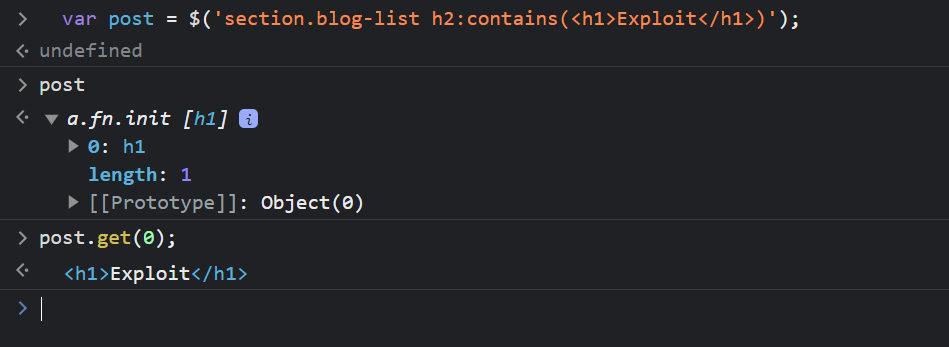 > var post = $('section.blog-list h2:contains(<h1>Exploit</h1>)');
undefined
> post
▼ a.fn.init [h1] i
▶ 0: h1
length: 1
▶ [[Prototype]]: Object(0)
> post.get(0);
<h1>Exploit</h1>
>